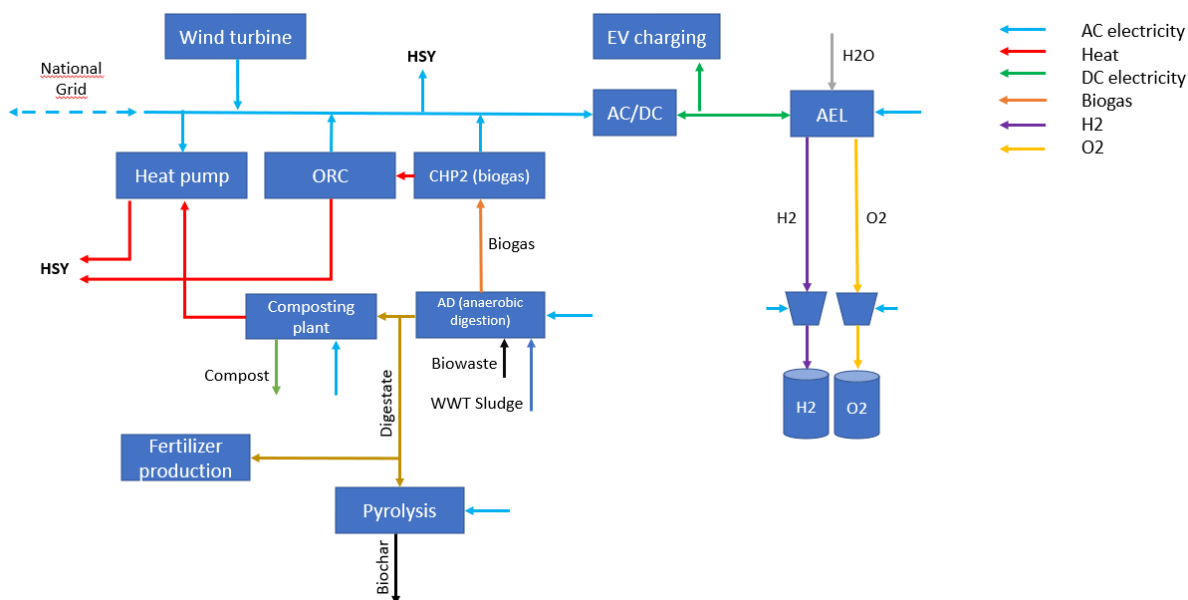 Wind turbine
EV charging
AC electricity
Heat
DC electricity
Biogas
H2
O2
HSY
H2O
National
Grid
AC/DC
AEL
Heat pump
ORC
CHP2 (biogas)
H2
O2
Biogas
HSY
Composting
plant
AD (anaerobic
digestion)
Compost
Digestate
Biowaste
WWT Sludge
H2
O2
Fertilizer
production
Pyrolysis
Biochar